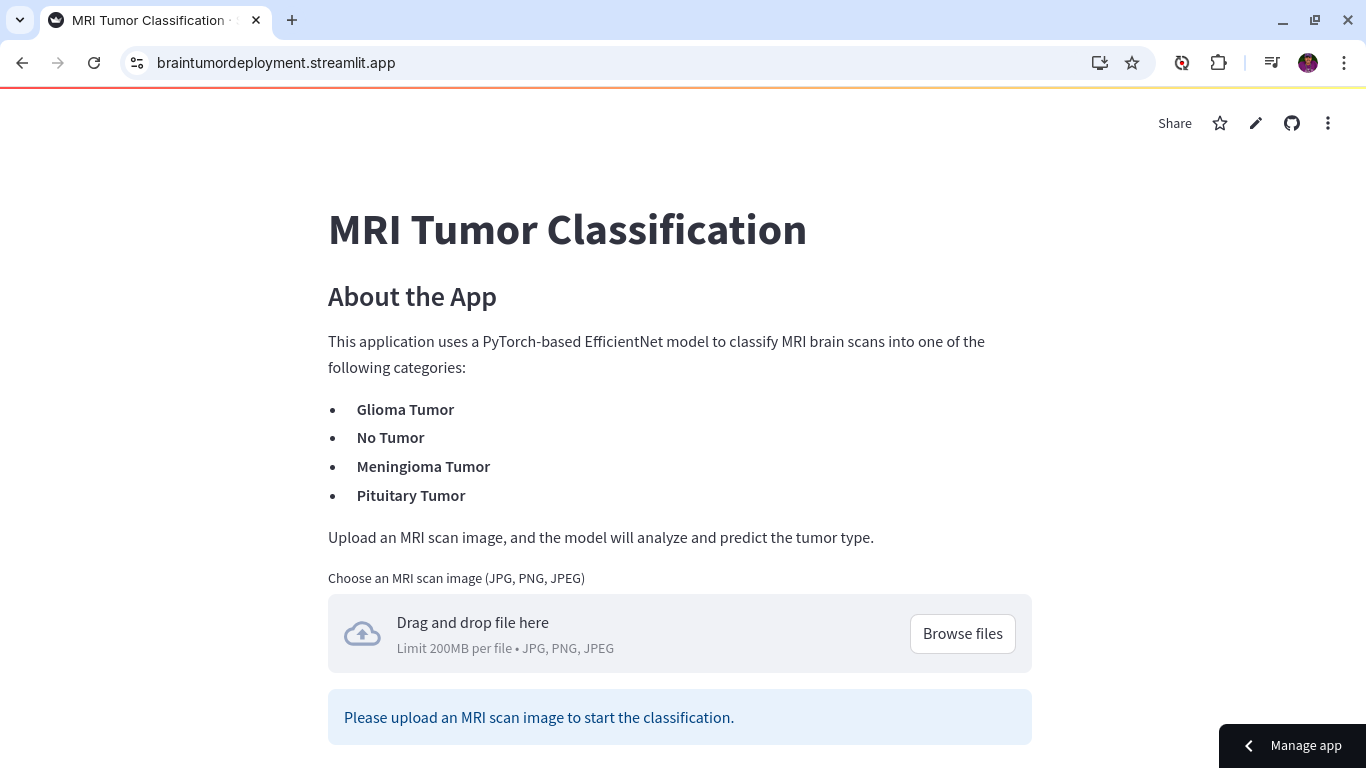 MRI Tumor Classification ·
braintumordeployment.streamlit.app
Share
MRI Tumor Classification
About the App
This application uses a PyTorch-based EfficientNet model to classify MRI brain scans into one of the
following categories:
• Glioma Tumor
• No Tumor
• Meningioma Tumor
• Pituitary Tumor
Upload an MRI scan image, and the model will analyze and predict the tumor type.
Choose an MRI scan image (JPG, PNG, JPEG)
Drag and drop file here
Limit 200MB per file • JPG, PNG, JPEG
Browse files
Please upload an MRI scan image to start the classification.
Manage app